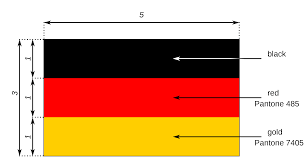 5
3
1
1
1
black
red
Pantone 485
gold
Pantone 7405